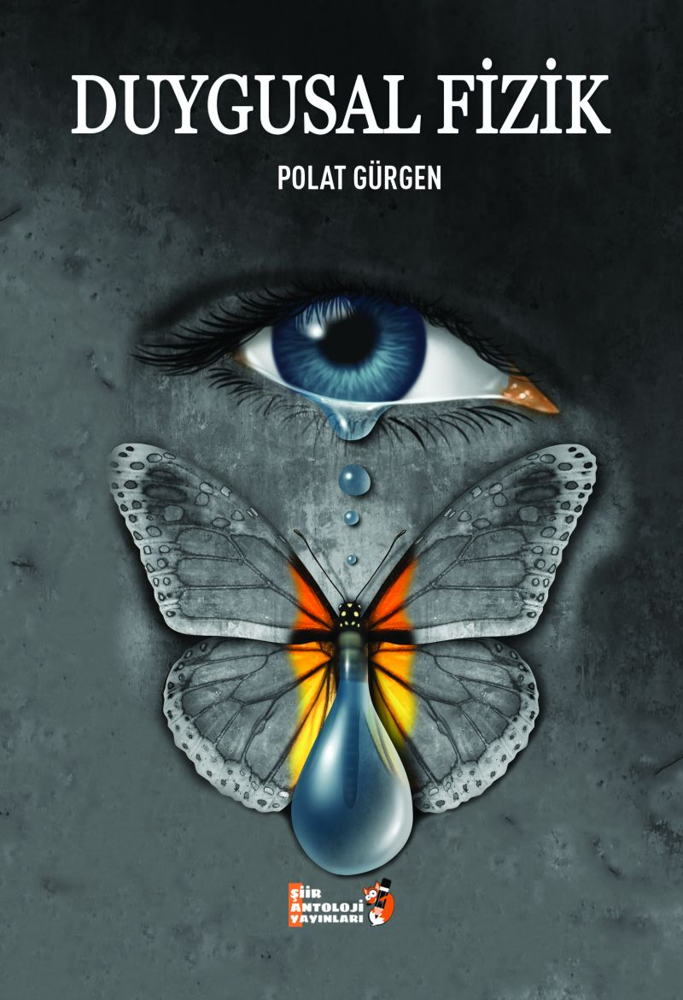 DUYGUSAL FİZİK
POLAT GÜRGEN
ŞİİR
ANTOLOJİ
YAYINLARI